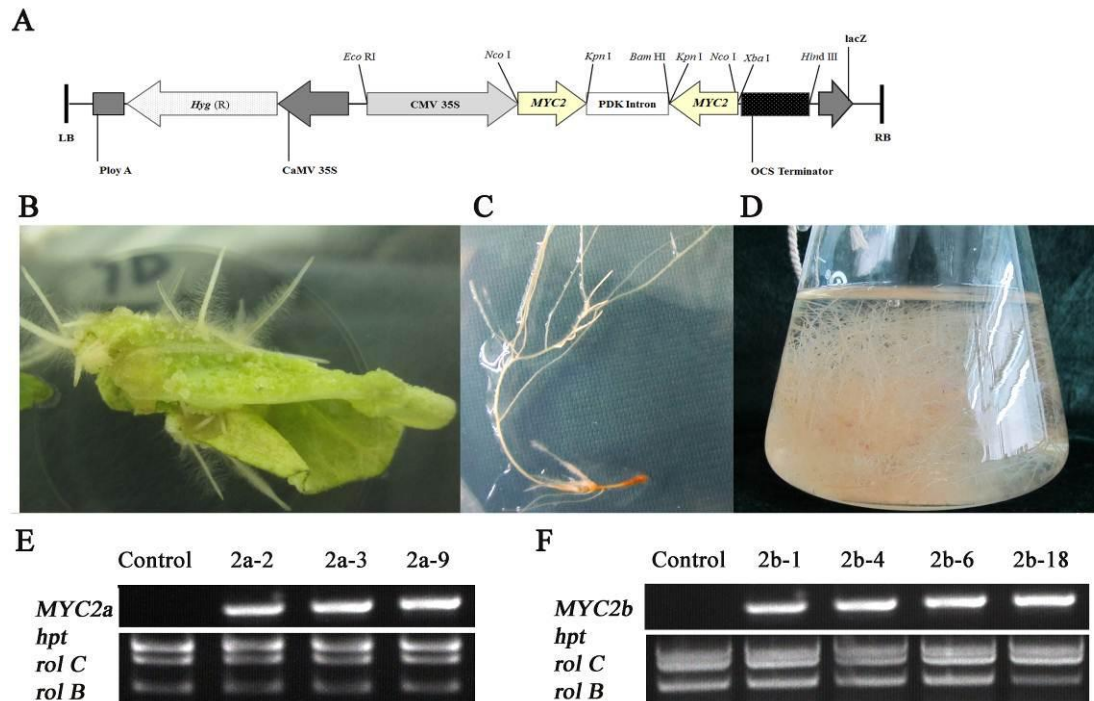 A
lacZ
Eco RI Nco I Kpn I Bam HI Kpn I Nco I Xba I Hind III
Hyg (R) CMV 35S MYC2 PDK Intron MYC2
LB RB
Ploy A CaMV 35S OCS Terminator
B C D
E
Control 2a-2 2a-3 2a-9
MYC2a
hpt
rol C
rol B
F
Control 2b-1 2b-4 2b-6 2b-18
MYC2b
hpt
rol C
rol B